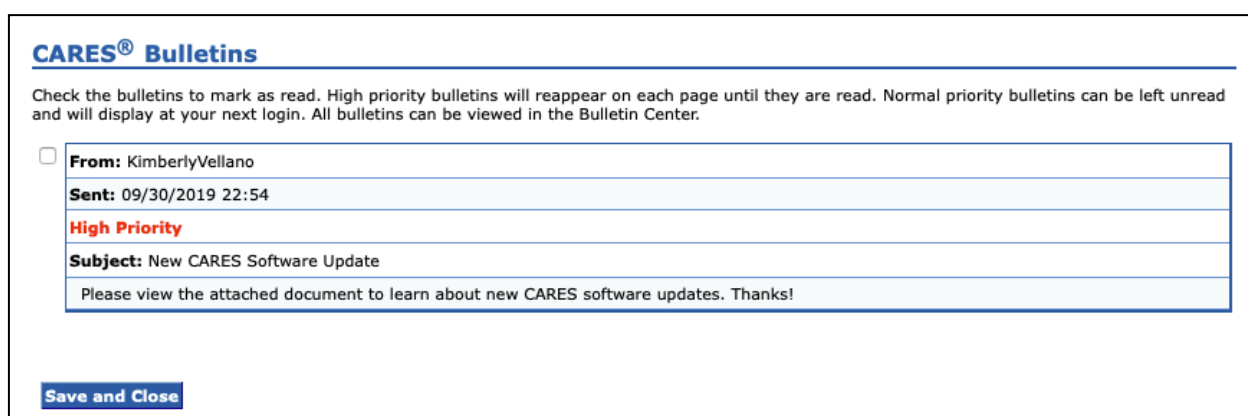 CARES® Bulletins
Check the bulletins to mark as read. High priority bulletins will reappear on each page until they are read. Normal priority bulletins can be left unread
and will display at your next login. All bulletins can be viewed in the Bulletin Center.
From: KimberlyVellano
Sent: 09/30/2019 22:54
High Priority
Subject: New CARES Software Update
Please view the attached document to learn about new CARES software updates. Thanks!
Save and Close